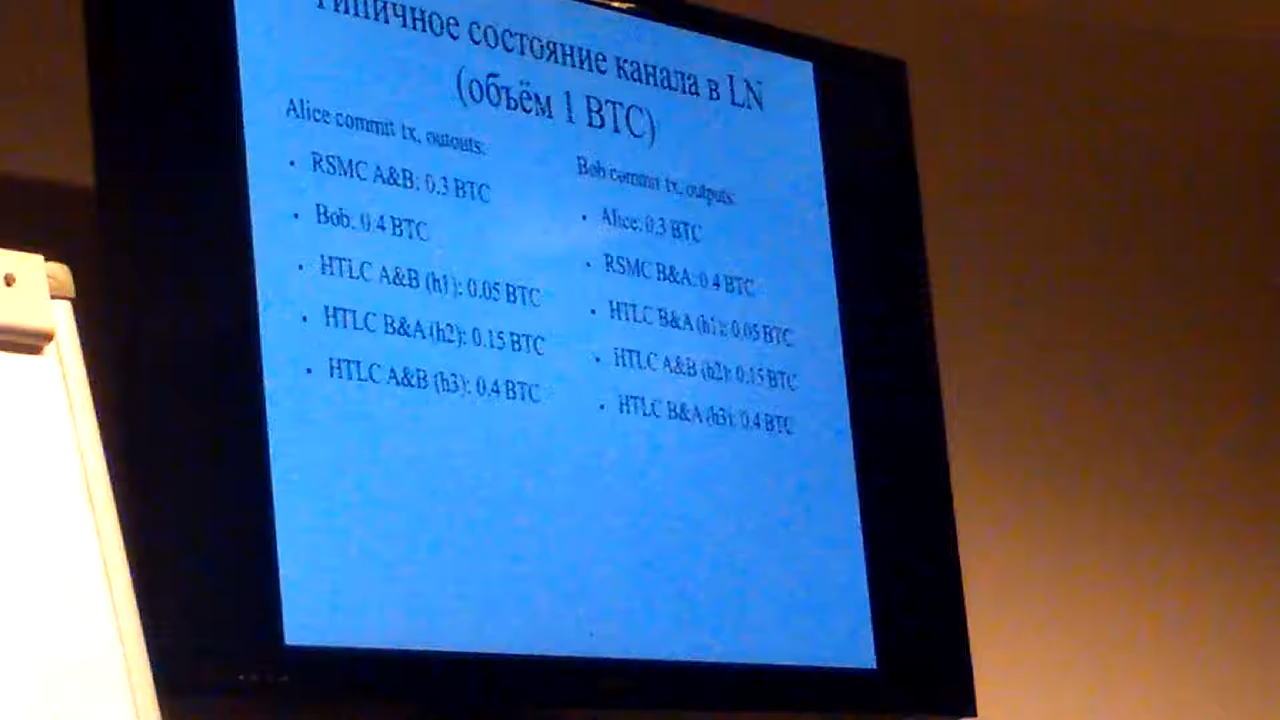 Типичное состояние канала в LN
(объём 1 BTC)
Alice commit tx, outouts:
• RSMC A&B: 0.3 BTC
• Bob: 0.4 BTC
• HTLC A&B (h1): 0.05 BTC
• HTLC B&A (h2): 0.15 BTC
• HTLC A&B (h3): 0.4 BTC
Bob commit tx, outputs:
• Alice: 0.3 BTC
• RSMC B&A: 0.4 BTC
• HTLC B&A (h1): 0.05 BTC
• HTLC A&B (h2): 0.15 BTC
• HTLC B&A (h3): 0.4 BTC